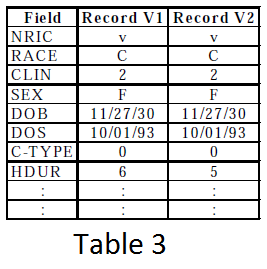 Field Record V1 Record V2
NRIC v v
RACE C C
CLIN 2 2
SEX F F
DOB 11/27/30 11/27/30
DOS 10/01/93 10/01/93
C-TYPE 0 0
HDUR 6 5
: : :
: : :
Table 3